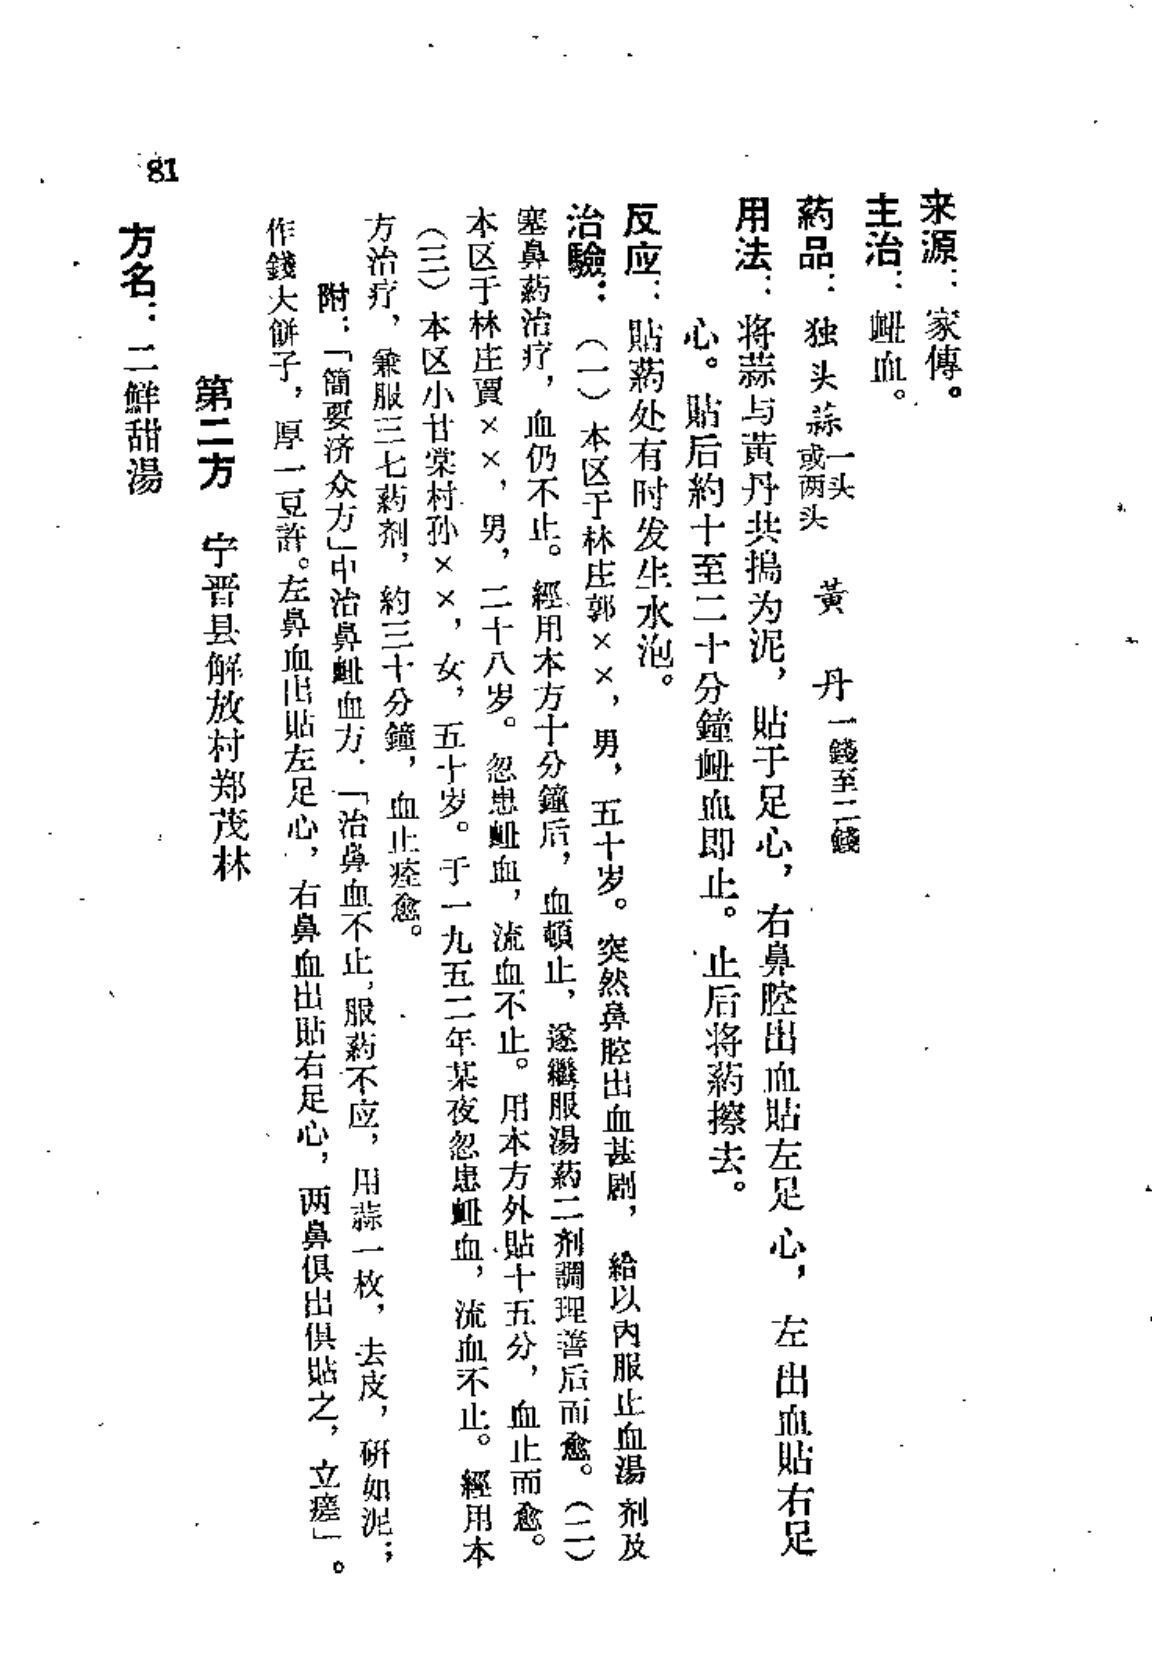 来源：家傳。
主治：衄血。
葯品：独头蒜一头或两头　黃　丹一錢至二錢
用法：将蒜与黃丹共搗为泥，貼于足心，右鼻腔出血貼左足心，左出血貼右足
心。貼后約十至二十分鐘衄血即止。止后将葯擦去。
反应：貼葯处有时发生水泡。
治驗：（一）本区于林庄郭××，男，五十岁。突然鼻腔出血甚剧，給以內服止血湯剂及
塞鼻葯治疗，血仍不止。經用本方十分鐘后，血頓止，遂繼服湯葯二剂調理善后而愈。（二）
本区于林庄賈××，男，二十八岁。忽患衄血，流血不止。用本方外貼十五分，血止而愈。
（三）本区小甘棠村孙××，女，五十岁。于一九五二年某夜忽患衄血，流血不止。經用本
方治疗，兼服三七葯剂，約三十分鐘，血止痊愈。
附：「簡要济众方」中治鼻衄血方．「治鼻血不止，服葯不应，用蒜一枚，去皮，研如泥；
作錢大餅子，厚一豆許。左鼻血出貼左足心，右鼻血出貼右足心，两鼻俱出俱貼之，立瘥」。
第二方　宁晋县解放村郑茂林
方名：二鮮甜湯
81